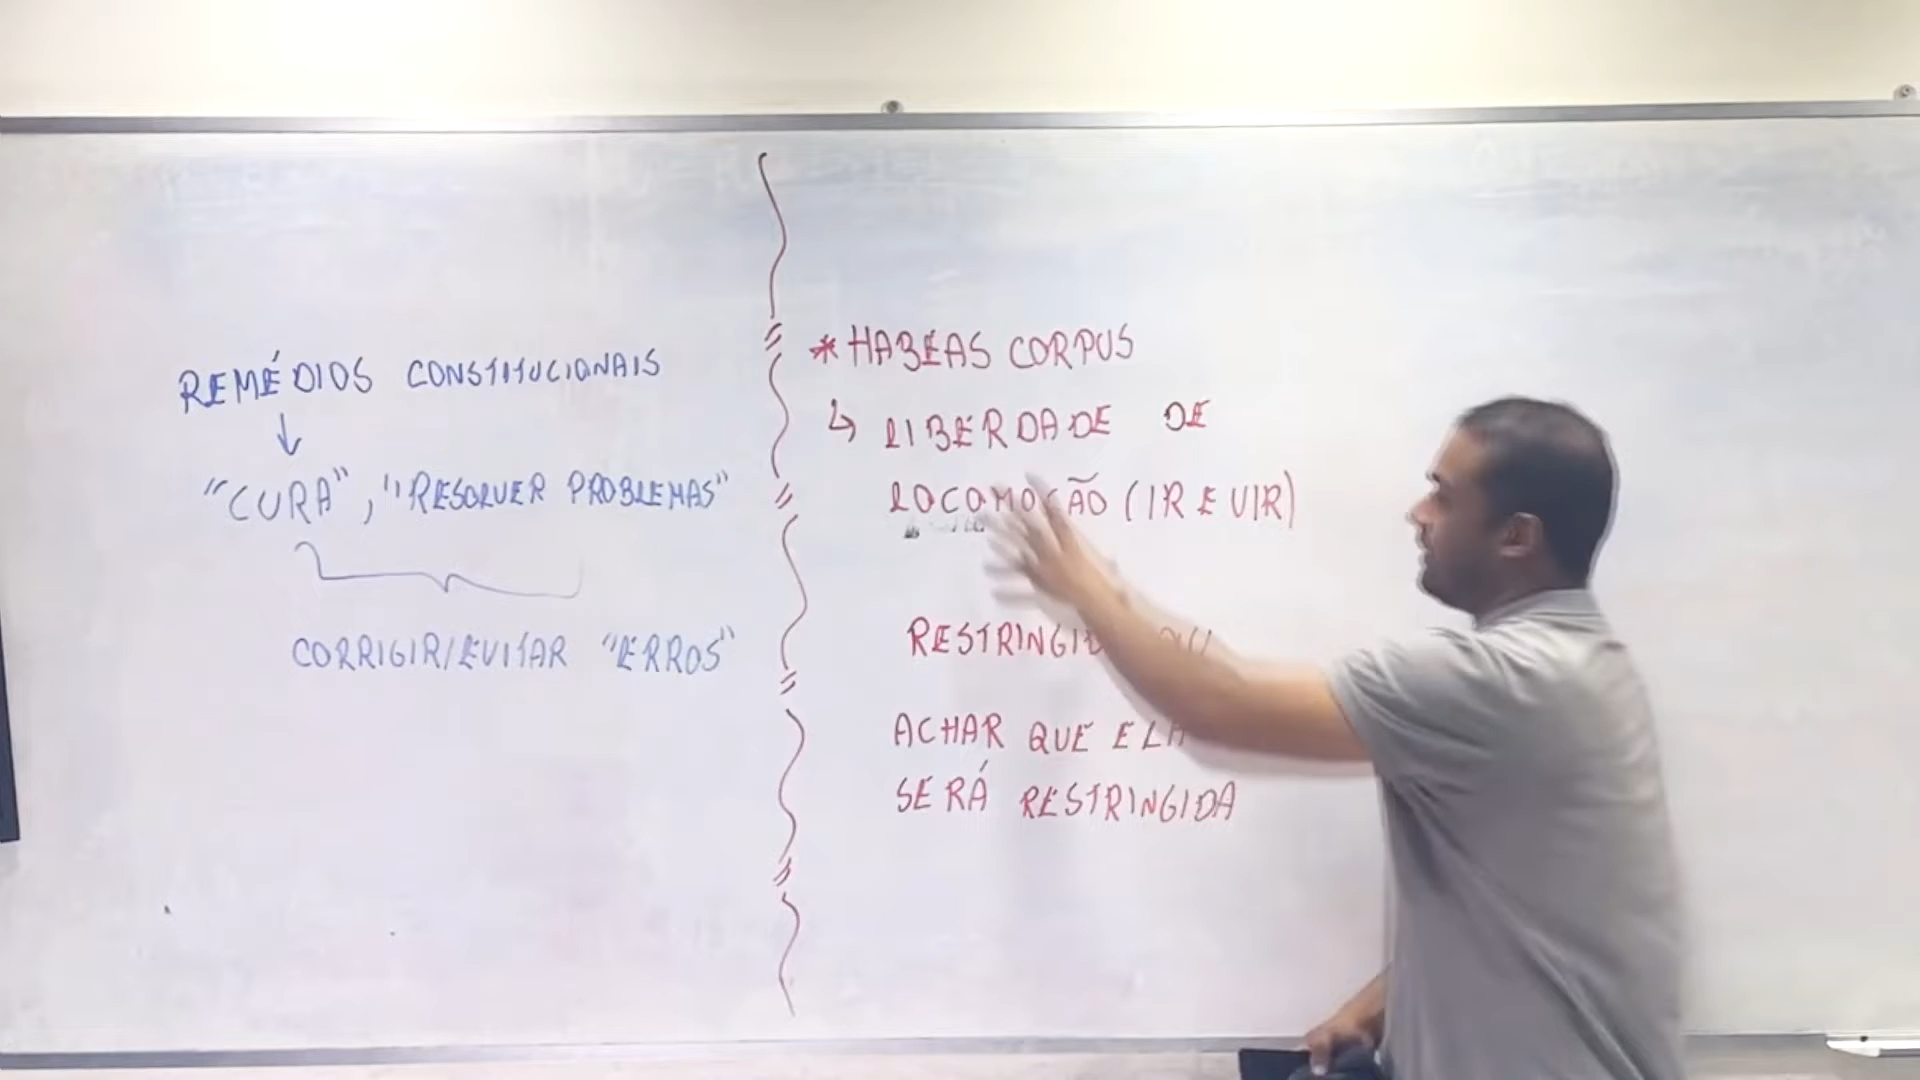 REMÉDIOS CONSTITUCIONAIS
"CURA", "RESOLVER PROBLEMAS"
CORRIGIR/EVITAR "ERROS"
* HABEAS CORPUS
LIBERDADE DE
LOCOMOÇÃO (IR E VIR)
ACHAR QUE ELA
SERÁ RESTRINGIDA